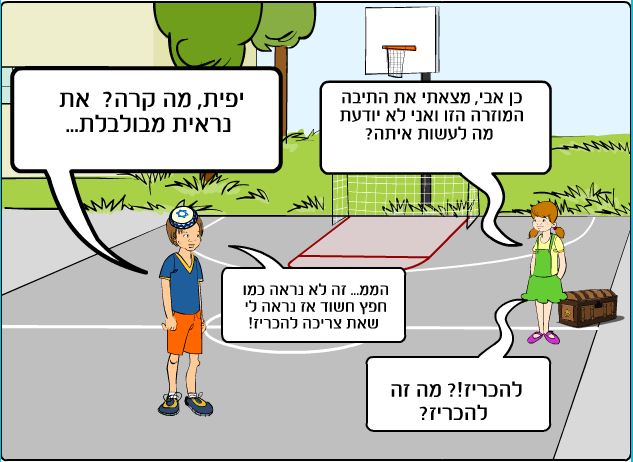 יפית, מה קרה? את
נראית מבולבלת...
כן אבי, מצאתי את התיבה
המוזרה הזו ואני לא יודעת
מה לעשות איתה?
הממ... זה לא נראה כמו
חפץ חשוד אז נראה לי
שאת צריכה להכריז!
להכריז!? מה זה
להכריז?